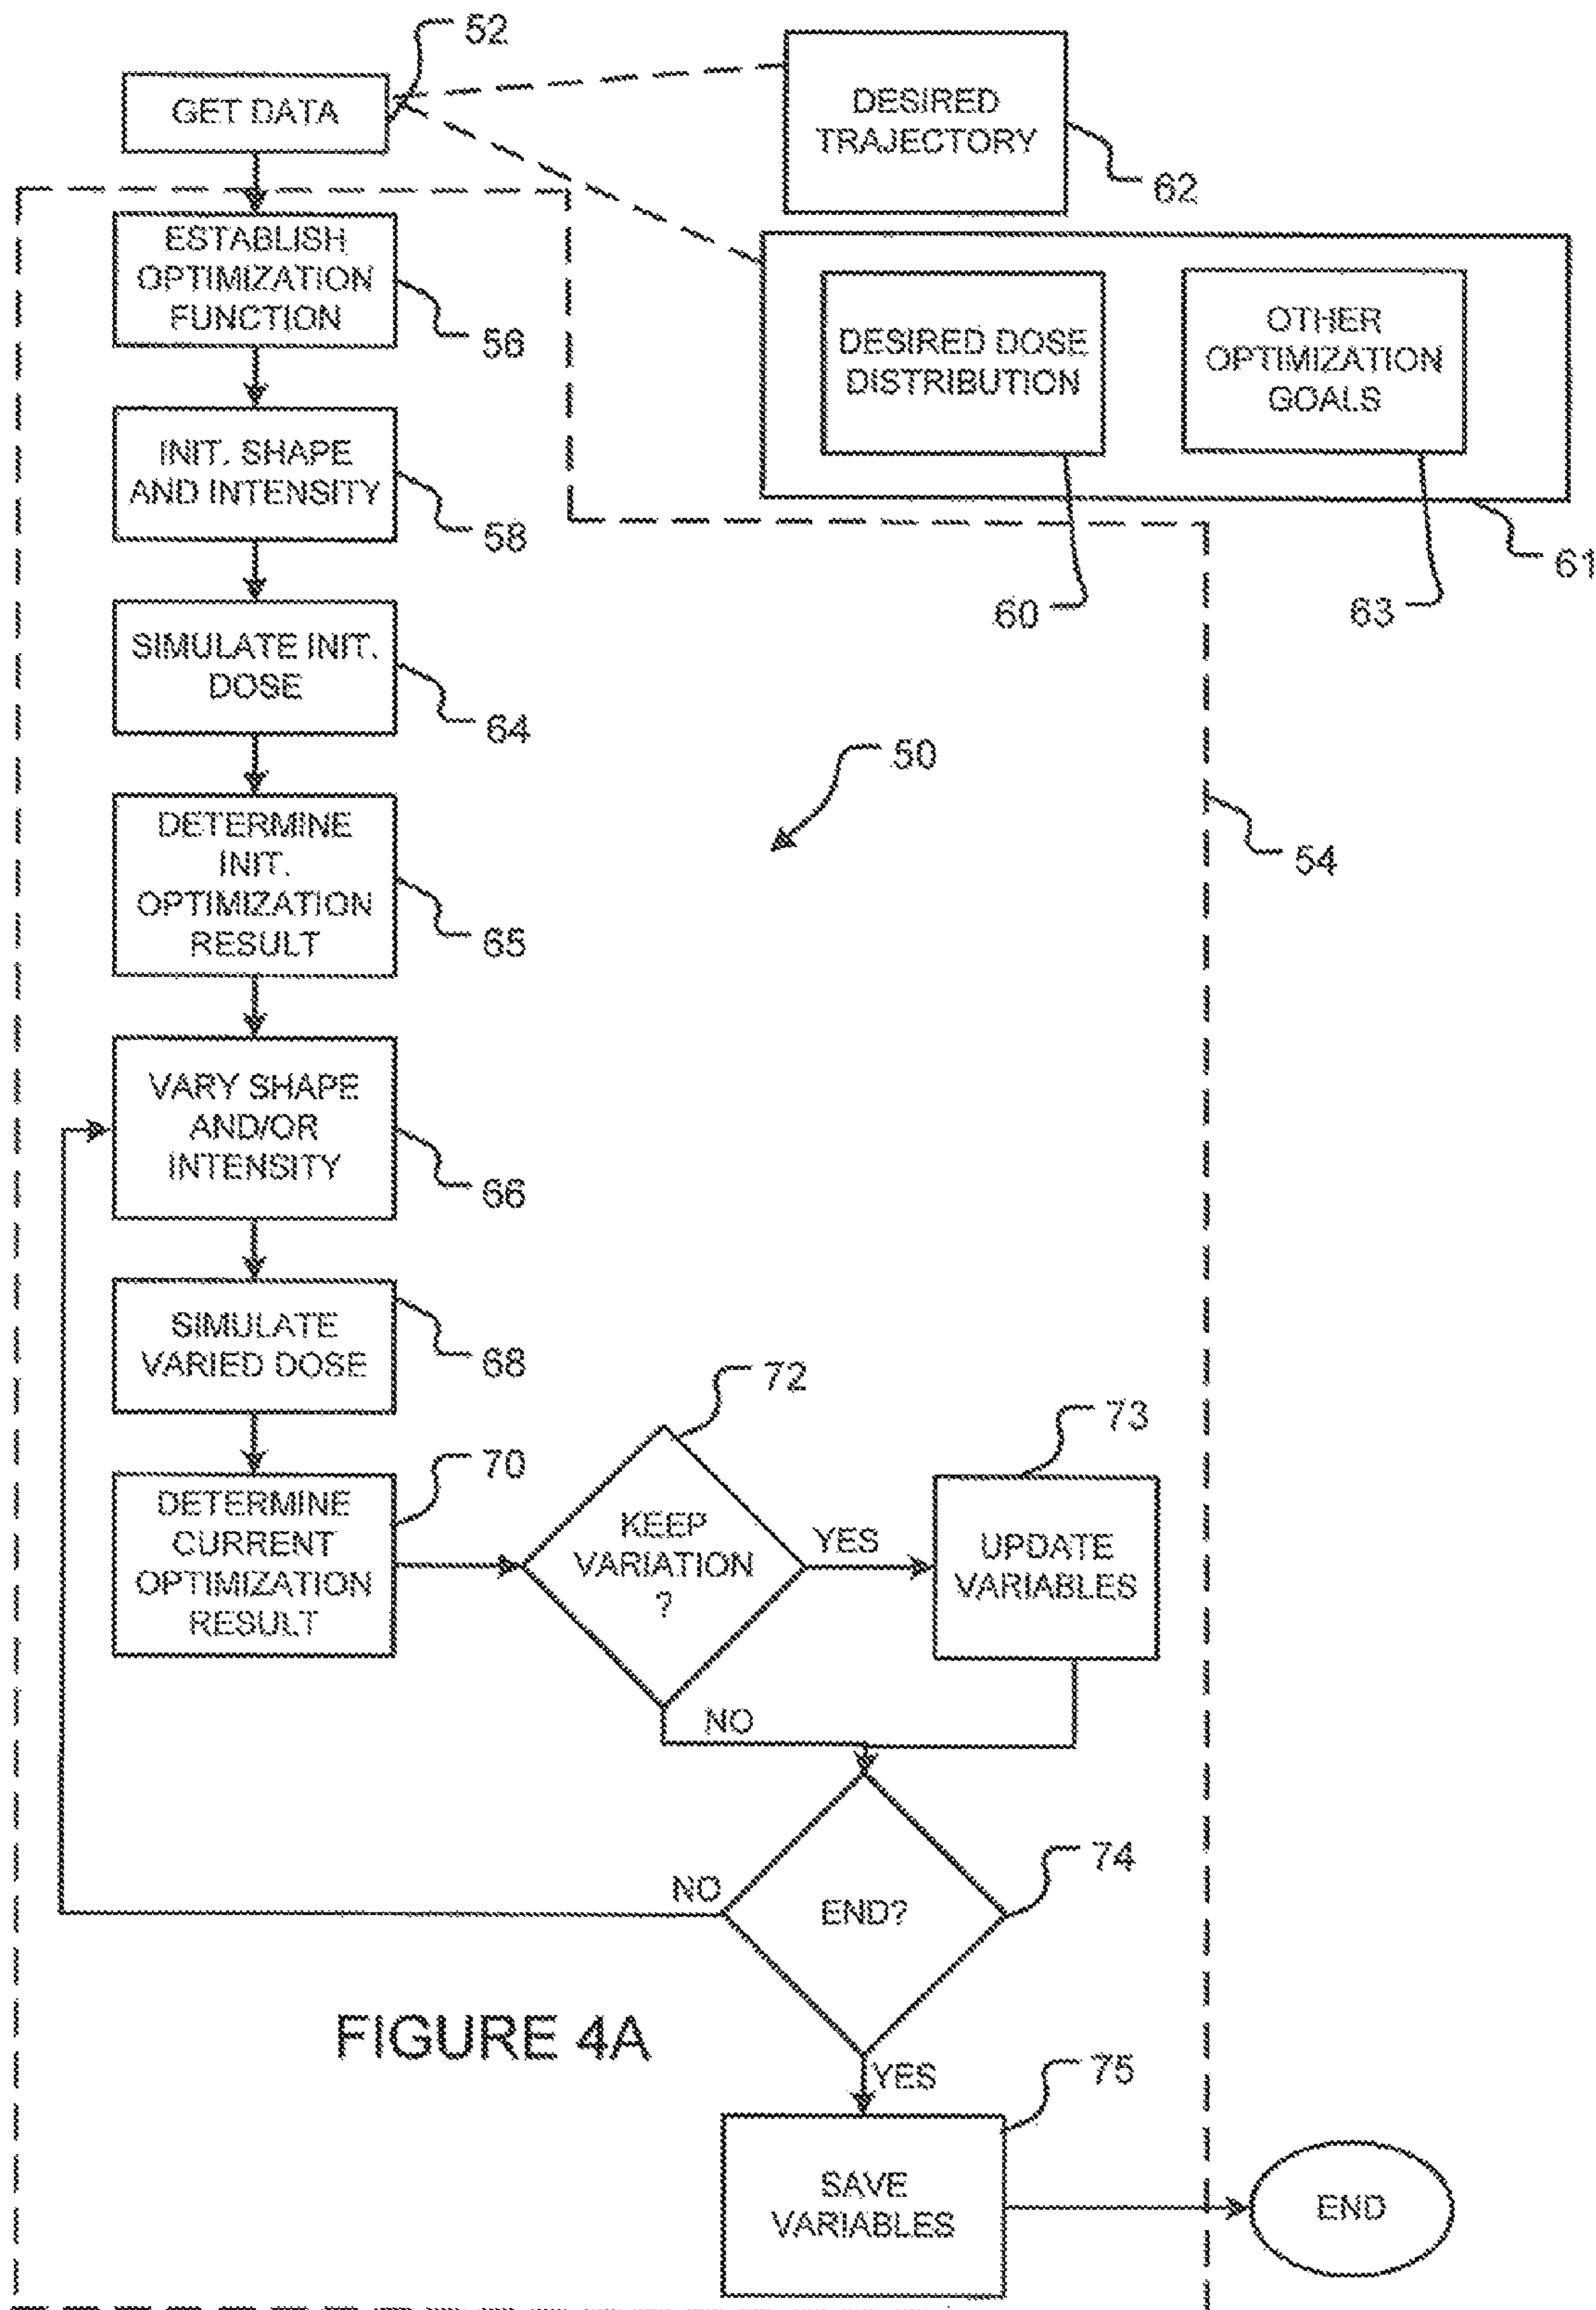 52
GET DATA
DESIRED
TRAJECTORY
62
ESTABLISH
OPTIMIZATION
FUNCTION
56
DESIRED DOSE
DISTRIBUTION
OTHER
OPTIMIZATION
GOALS
61
60
63
INIT. SHAPE
AND INTENSITY
58
SIMULATE INIT.
DOSE
64
50
54
DETERMINE
INIT.
OPTIMIZATION
RESULT
65
VARY SHAPE
AND/OR
INTENSITY
66
SIMULATE
VARIED DOSE
68
DETERMINE
CURRENT
OPTIMIZATION
RESULT
70
72
KEEP
VARIATION
?
YES
NO
73
UPDATE
VARIABLES
74
END?
NO
YES
FIGURE 4A
75
SAVE
VARIABLES
END